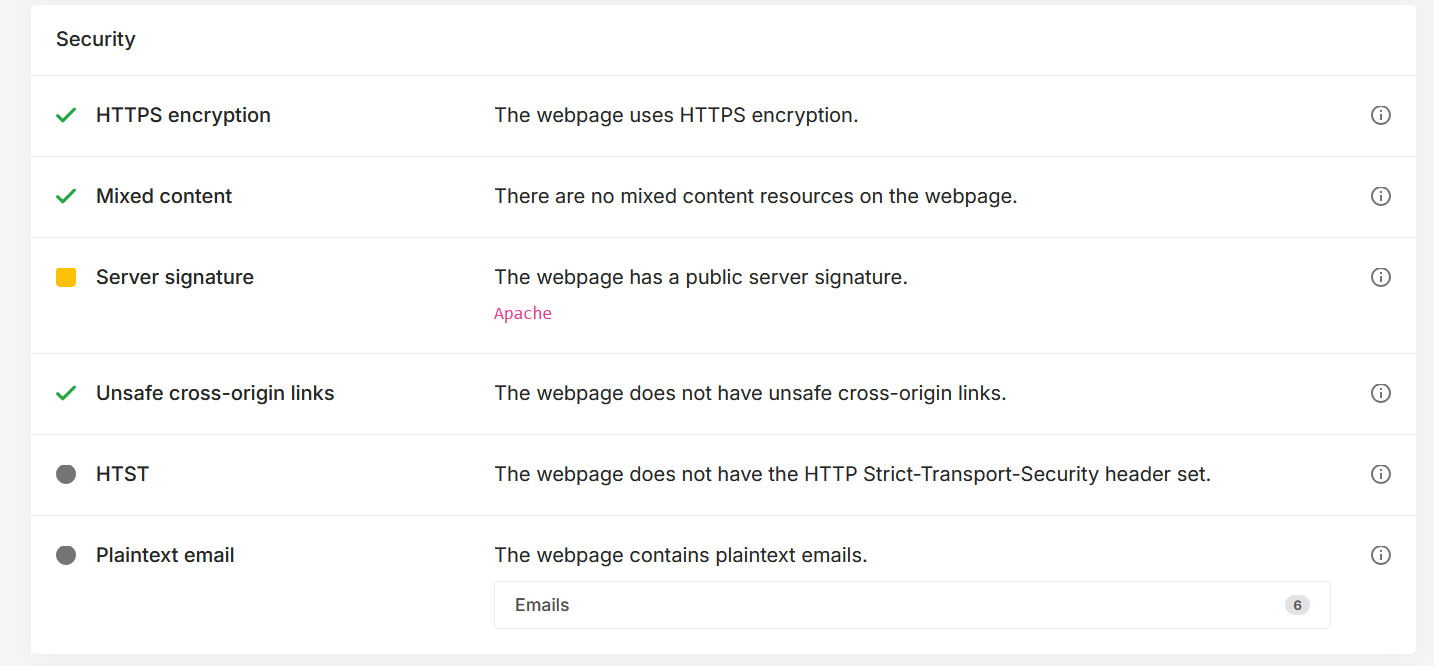 Security
HTTPS encryption
The webpage uses HTTPS encryption.
Mixed content
There are no mixed content resources on the webpage.
Server signature
The webpage has a public server signature.
Apache
Unsafe cross-origin links
The webpage does not have unsafe cross-origin links.
HTST
The webpage does not have the HTTP Strict-Transport-Security header set.
Plaintext email
The webpage contains plaintext emails.
Emails
6